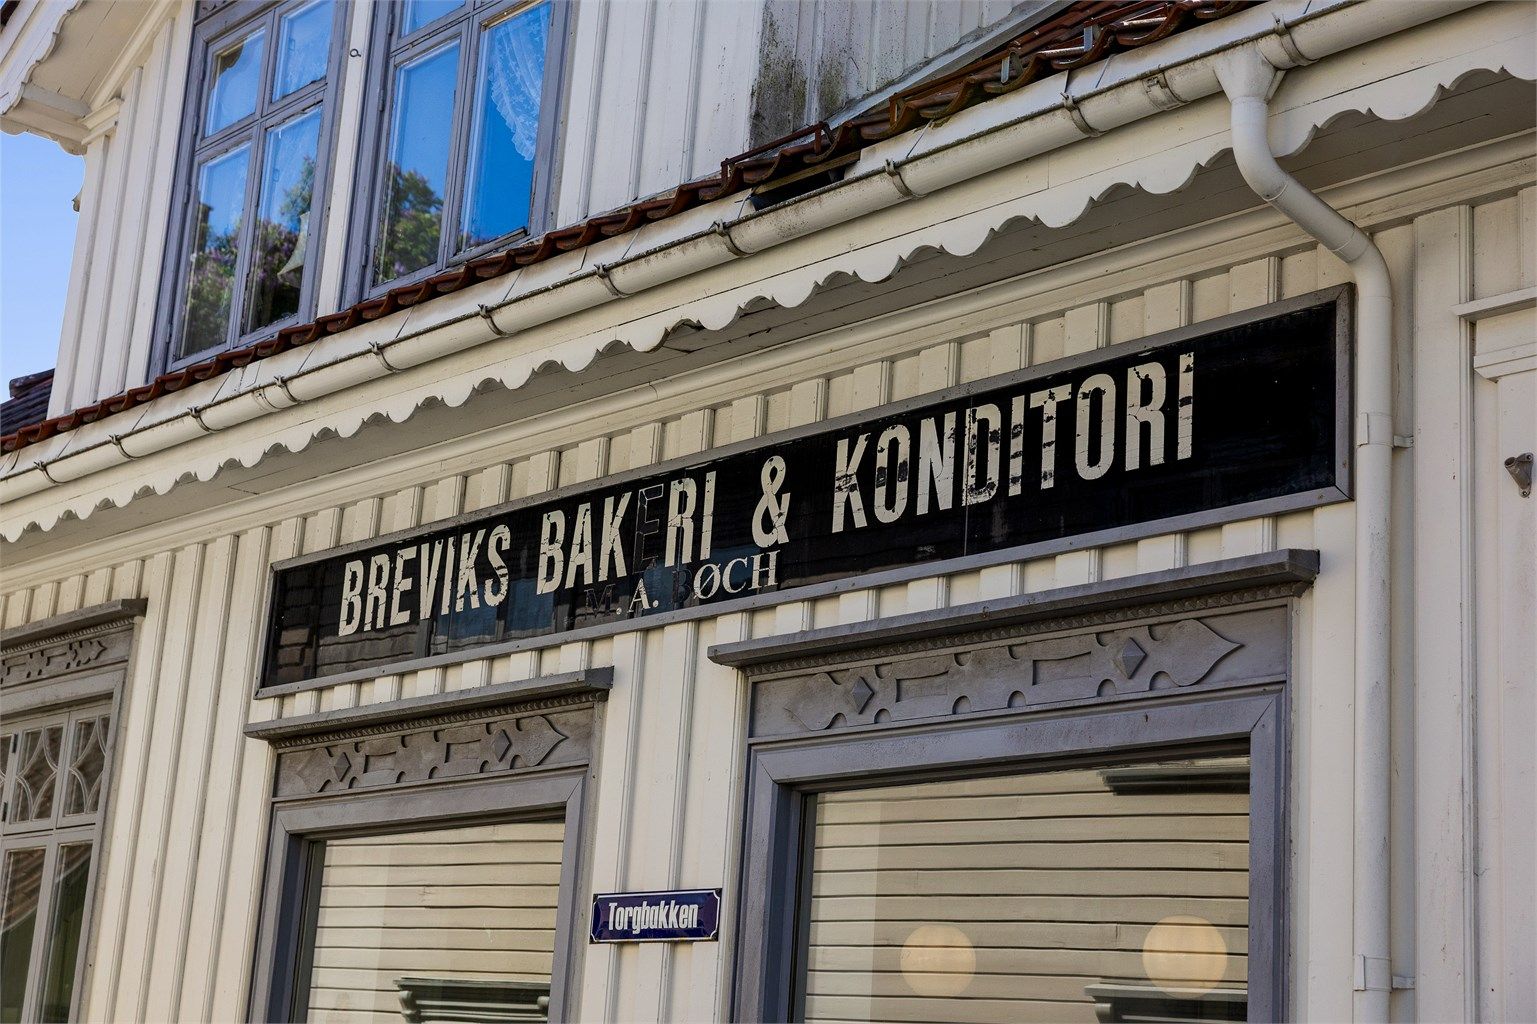 BREVIKS BAKERI & KONDITORI
M. A. BØCH
Torgbakken